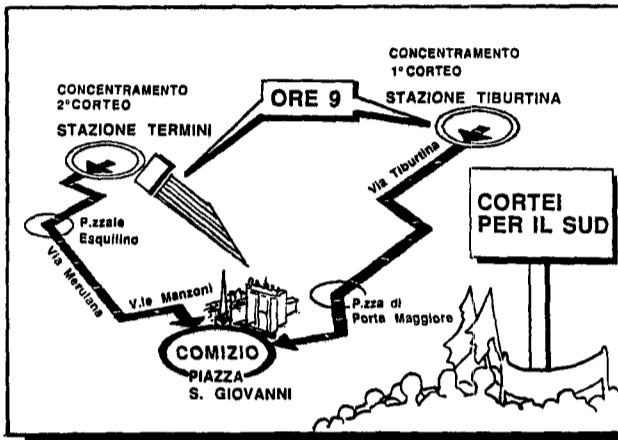 CONCENTRAMENTO
1° CORTEO
STAZIONE TIBURTINA
CONCENTRAMENTO
2° CORTEO
STAZIONE TERMINI
ORE 9
Via Tiburtina
CORTEI
PER IL SUD
P.zzale
Esquilino
Via Merulana
V.le Manzoni
P.zza di
Porta Maggiore
COMIZIO
PIAZZA
S. GIOVANNI